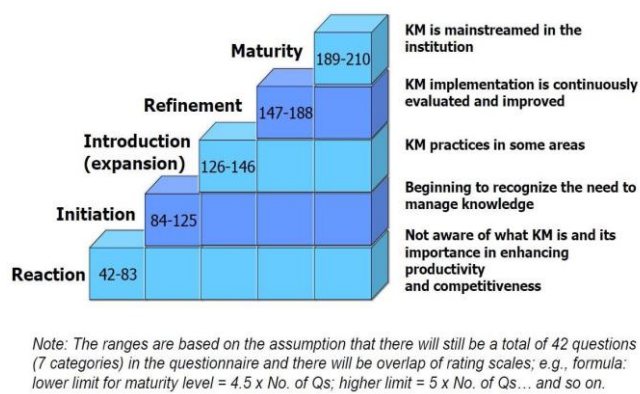 Maturity
189-210
KM is mainstreamed in the
institution
Refinement
147-188
KM implementation is continuously
evaluated and improved
Introduction
(expansion)
126-146
KM practices in some areas
Initiation
84-125
Beginning to recognize the need to
manage knowledge
Reaction
42-83
Not aware of what KM is and its
importance in enhancing
productivity
and competitiveness
Note: The ranges are based on the assumption that there will still be a total of 42 questions
(7 categories) in the questionnaire and there will be overlap of rating scales; e.g., formula:
lower limit for maturity level = 4.5 x No. of Qs; higher limit = 5 x No. of Qs… and so on.